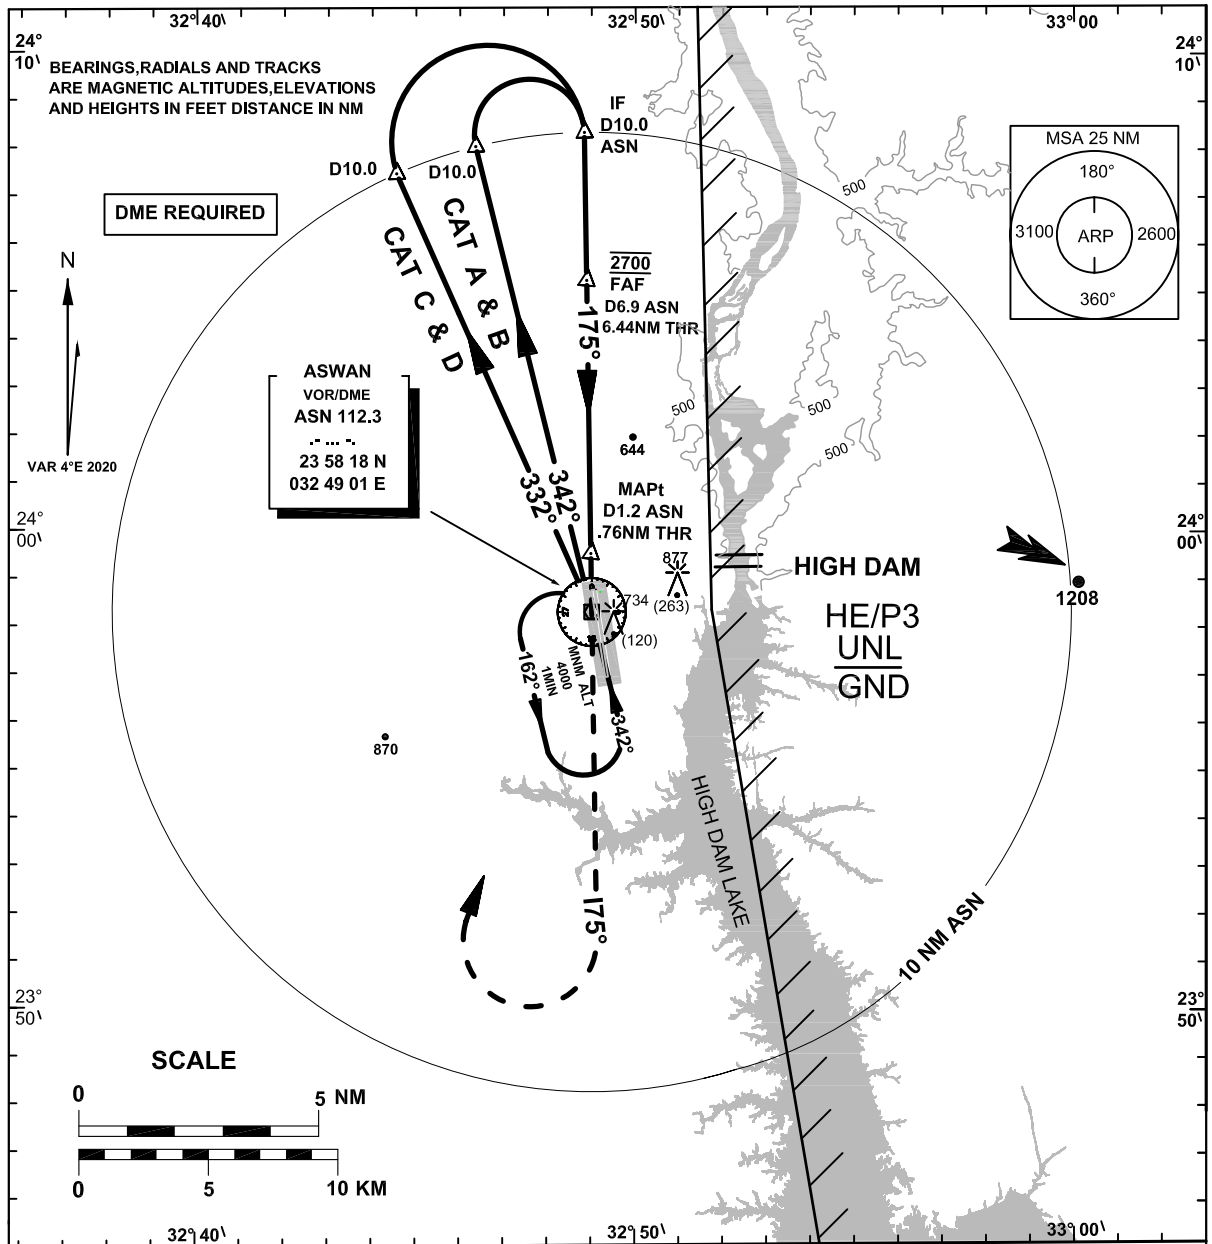 32°40\
32°50\
33°00\
24°
10\
24°
10\
BEARINGS,RADIALS AND TRACKS
ARE MAGNETIC ALTITUDES,ELEVATIONS
AND HEIGHTS IN FEET DISTANCE IN NM
IF
D10.0
ASN
D10.0
D10.0
MSA 25 NM
180°
3100
ARP
2600
360°
500
DME REQUIRED
CAT C & D
CAT A & B
N
VAR 4°E 2020
2700
FAF
D6.9 ASN
6.44NM THR
175°
ASWAN
VOR/DME
ASN 112.3
.- ... -.
23 58 18 N
032 49 01 E
500
500
500
644
332°
342°
MAPt
D1.2 ASN
.76NM THR
24°
00\
24°
00\
877
(263)
734
(120)
HIGH DAM
1208
HE/P3
UNL
GND
162°
1MIN
4000
MNM ALT
342°
870
HIGH DAM LAKE
I75°
10 NM ASN
23°
50\
23°
50\
SCALE
0
5 NM
0
5
10 KM
32°40\
32°50\
33°00\